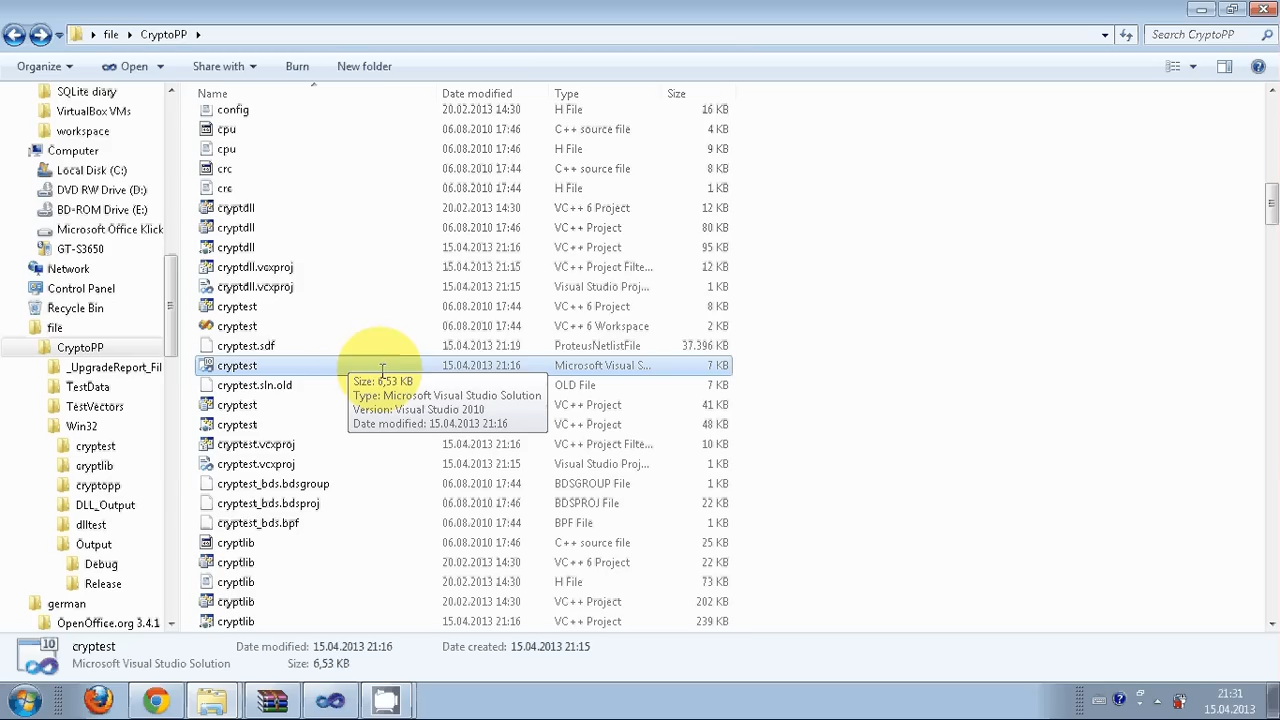 file CryptoPP Search CryptoPP
Organize Open Share with Burn New folder
SQLite diary
VirtualBox VMs
workspace
Computer
Local Disk (C:)
DVD RW Drive (D:)
BD-ROM Drive (E:)
Microsoft Office Klick
GT-S3650
Network
Control Panel
Recycle Bin
file
CryptoPP
_UpgradeReport_Fil
TestData
TestVectors
Win32
cryptest
cryptlib
cryptopp
DLL_Output
dlltest
Output
Debug
Release
german
OpenOffice.org 3.4.1
Name Date modified Type Size
config 20.02.2013 14:30 H File 16 KB
cpu 06.08.2010 17:46 C++ source file 4 KB
cpu 06.08.2010 17:46 H File 9 KB
crc 06.08.2010 17:44 C++ source file 8 KB
crc 06.08.2010 17:44 H File 1 KB
cryptdll 20.02.2013 14:30 VC++ 6 Project 12 KB
cryptdll 06.08.2010 17:46 VC++ Project 80 KB
cryptdll 15.04.2013 21:16 VC++ Project 95 KB
cryptdll.vcxproj 15.04.2013 21:15 VC++ Project Filte... 12 KB
cryptdll.vcxproj 15.04.2013 21:15 Visual Studio Proj... 1 KB
cryptest 06.08.2010 17:44 VC++ 6 Project 8 KB
cryptest 06.08.2010 17:44 VC++ 6 Workspace 2 KB
cryptest.sdf 15.04.2013 21:19 ProteusNetlistFile 37.396 KB
cryptest 15.04.2013 21:16 Microsoft Visual S... 7 KB
cryptest.sln.old 15.04.2013 21:15 OLD File 7 KB
cryptest 20.02.2013 14:30 VC++ Project 41 KB
cryptest 15.04.2013 21:16 VC++ Project 48 KB
cryptest.vcxproj 15.04.2013 21:15 VC++ Project Filte... 10 KB
cryptest.vcxproj 15.04.2013 21:15 Visual Studio Proj... 1 KB
cryptest_bds.bdsgroup 06.08.2010 17:44 BDSGROUP File 1 KB
cryptest_bds.bdsproj 06.08.2010 17:46 BDSPROJ File 22 KB
cryptest_bds.bpf 06.08.2010 17:44 BPF File 1 KB
cryptlib 06.08.2010 17:46 C++ source file 25 KB
cryptlib 20.02.2013 14:30 VC++ 6 Project 22 KB
cryptlib 20.02.2013 14:30 H File 73 KB
cryptlib 20.02.2013 14:30 VC++ Project 202 KB
cryptlib 15.04.2013 21:16 VC++ Project 239 KB
Size: 6,53 KB
Type: Microsoft Visual Studio Solution
Version: Visual Studio 2010
Date modified: 15.04.2013 21:16
10
cryptest Date modified: 15.04.2013 21:16 Date created: 15.04.2013 21:15
Microsoft Visual Studio Solution Size: 6,53 KB
21:31
15.04.2013